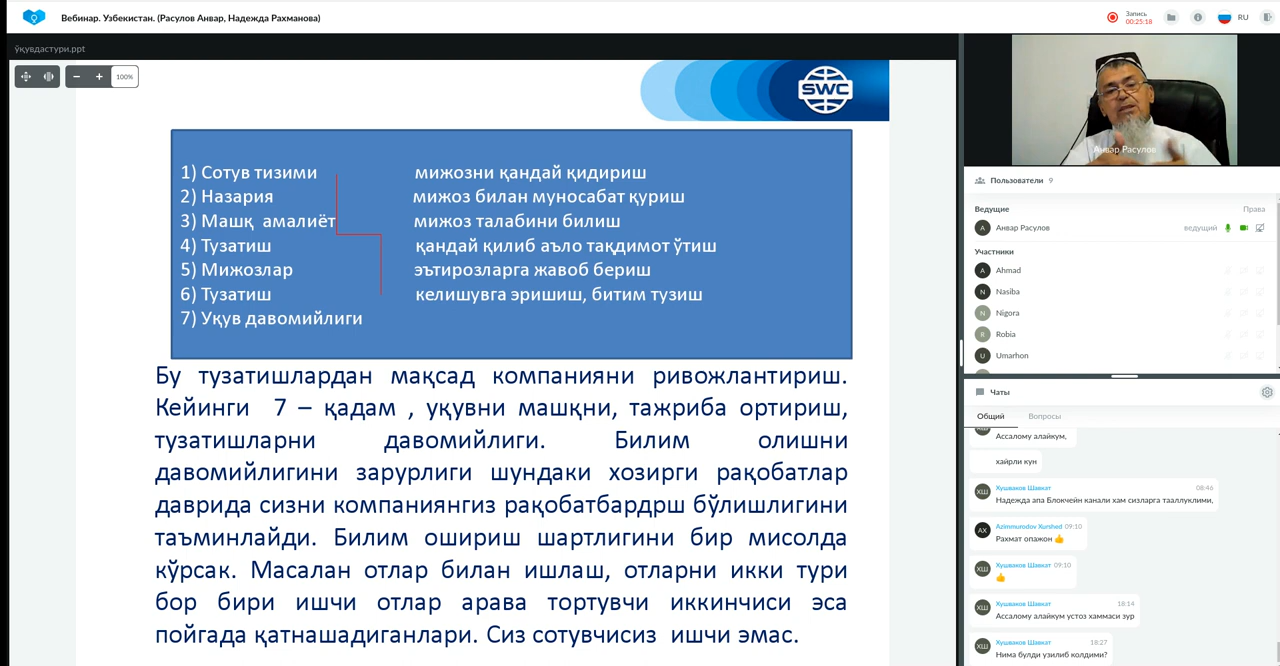 Вебинар. Узбекистан. (Расулов Анвар, Надежда Рахманова)
Запись
00:25:18
RU
ўқувдастури.ppt
100%
SWC
1) Сотув тизими мижозни қандай қидириш
2) Назария мижоз билан муносабат қуриш
3) Машқ амалиёт мижоз талабини билиш
4) Тузатиш қандай қилиб аъло тақдимот ўтиш
5) Мижозлар эътирозларга жавоб бериш
6) Тузатиш келишувга эришиш, битим тузиш
7) Уқув давомийлиги
Бу тузатишлардан мақсад компанияни ривожлантириш.
Кейинги 7 – қадам , уқувни машқни, тажриба ортириш,
тузатишларни давомийлиги. Билим олишни
давомийлигини зарурлиги шундаки хозирги рақобатлар
даврида сизни компаниянгиз рақобатбардрш бўлишлигини
таъминлайди. Билим ошириш шартлигини бир мисолда
кўрсак. Масалан отлар билан ишлаш, отларни икки тури
бор бири ишчи отлар арава тортувчи иккинчиси эса
пойгада қатнашадиганлари. Сиз сотувчисиз ишчи эмас.
Анвар Расулов
Пользователи 9
Ведущие Права
А Анвар Расулов ведущий
A Ahmad
N Nasiba
N Nigora
R Robia
U Umarhon
Чаты
Общий Вопросы
Ассалому алайкум,
хайрли кун
ХШ Хушваков Шавкат 08:46
Надежда апа Блокчейн канали хам сизларга тааллуклими,
AX Azimmurodov Xurshed 09:10
Рахмат опажон 👍
ХШ Хушваков Шавкат 09:10
👍
ХШ Хушваков Шавкат 18:14
Ассалому алайкум устоз хаммаси зур
ХШ Хушваков Шавкат 18:27
Нима булди узилиб колдими?